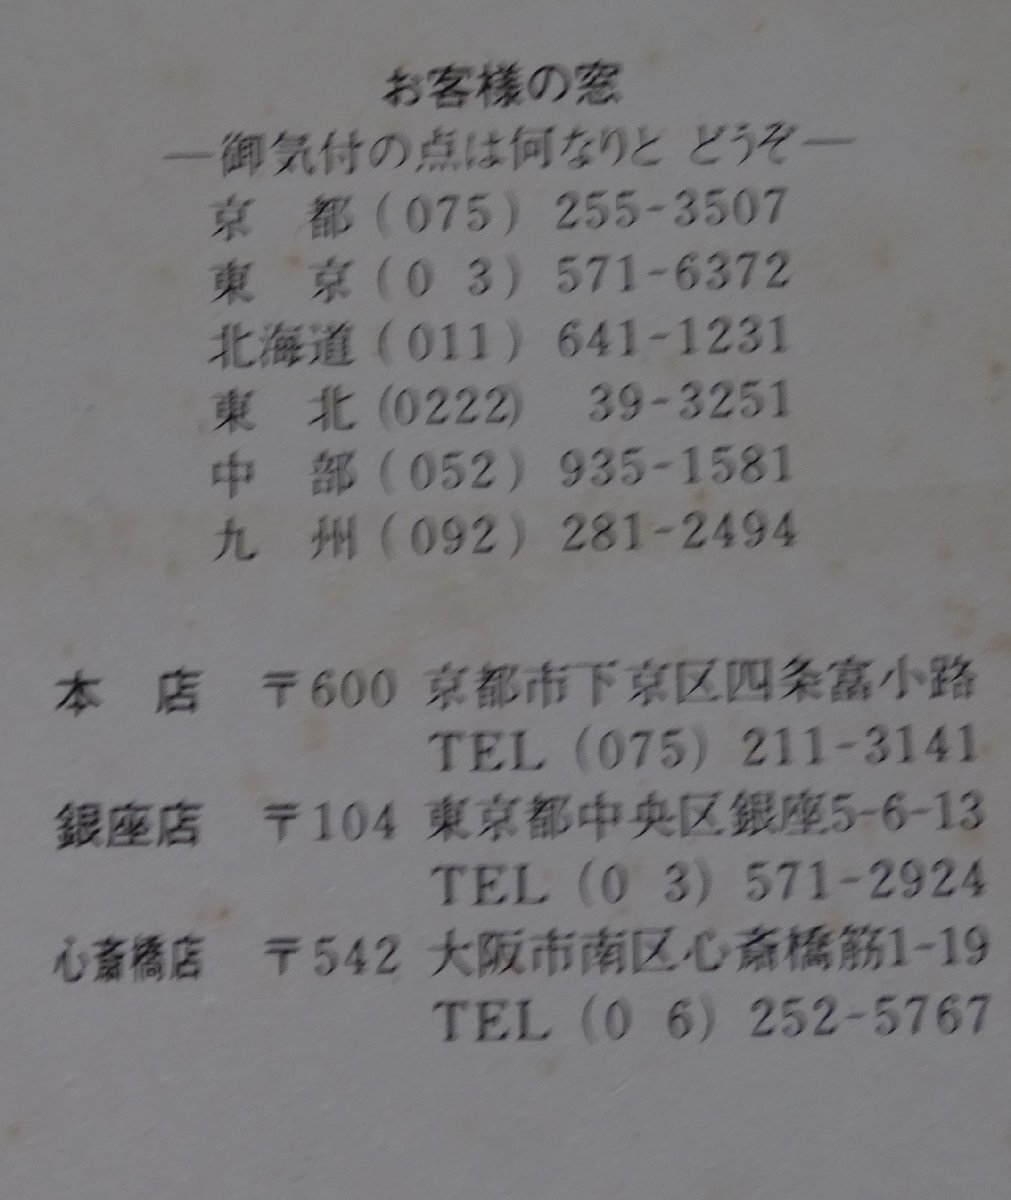 お客様の窓
―御気付の点は何なりと どうぞ―
京　都 (075) 255-3507
東　京 (0 3) 571-6372
北海道 (011) 641-1231
東　北 (0222) 39-3251
中　部 (052) 935-1581
九　州 (092) 281-2494
本　店　〒600 京都市下京区四条富小路
TEL (075) 211-3141
銀座店　〒104 東京都中央区銀座5-6-13
TEL (0 3) 571-2924
心斎橋店　〒542 大阪市南区心斎橋筋1-19
TEL (0 6) 252-5767